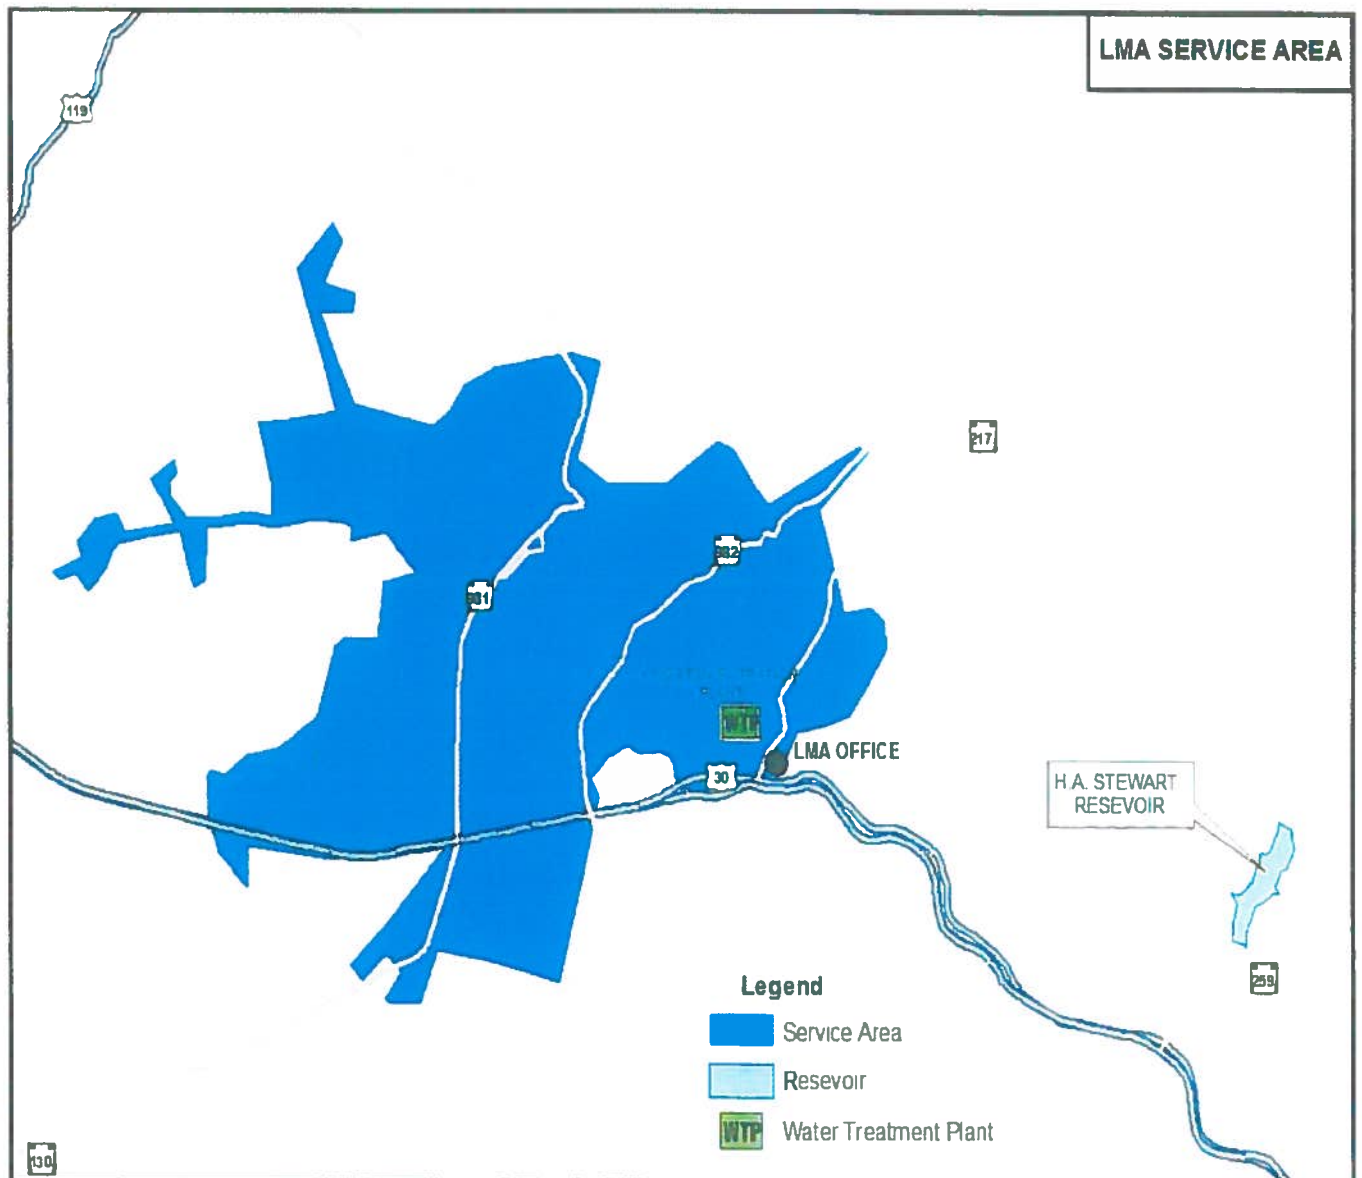 LMA SERVICE AREA
119
217
982
981
WTP
LMA OFFICE
30
H.A. STEWART
RESEVOIR
259
Legend
Service Area
Resevoir
WTP Water Treatment Plant
130